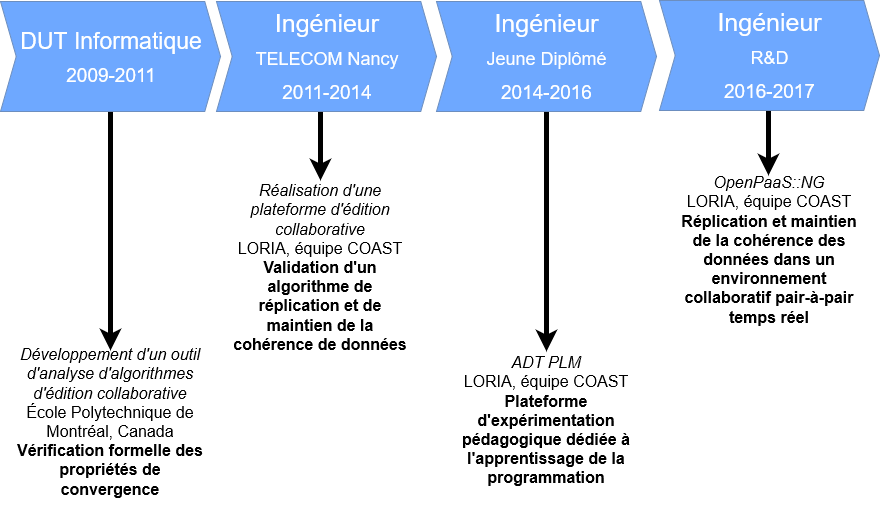 DUT Informatique
2009-2011
Ingénieur
TELECOM Nancy
2011-2014
Ingénieur
Jeune Diplômé
2014-2016
Ingénieur
R&D
2016-2017
Développement d'un outil
d'analyse d'algorithmes
d'édition collaborative
École Polytechnique de
Montréal, Canada
Vérification formelle des
propriétés de
convergence
Réalisation d'une
plateforme d'édition
collaborative
LORIA, équipe COAST
Validation d'un
algorithme de
réplication et de
maintien de la
cohérence de données
ADT PLM
LORIA, équipe COAST
Plateforme
d'expérimentation
pédagogique dédiée à
l'apprentissage de la
programmation
OpenPaaS::NG
LORIA, équipe COAST
Réplication et maintien
de la cohérence des
données dans un
environnement
collaboratif pair-à-pair
temps réel